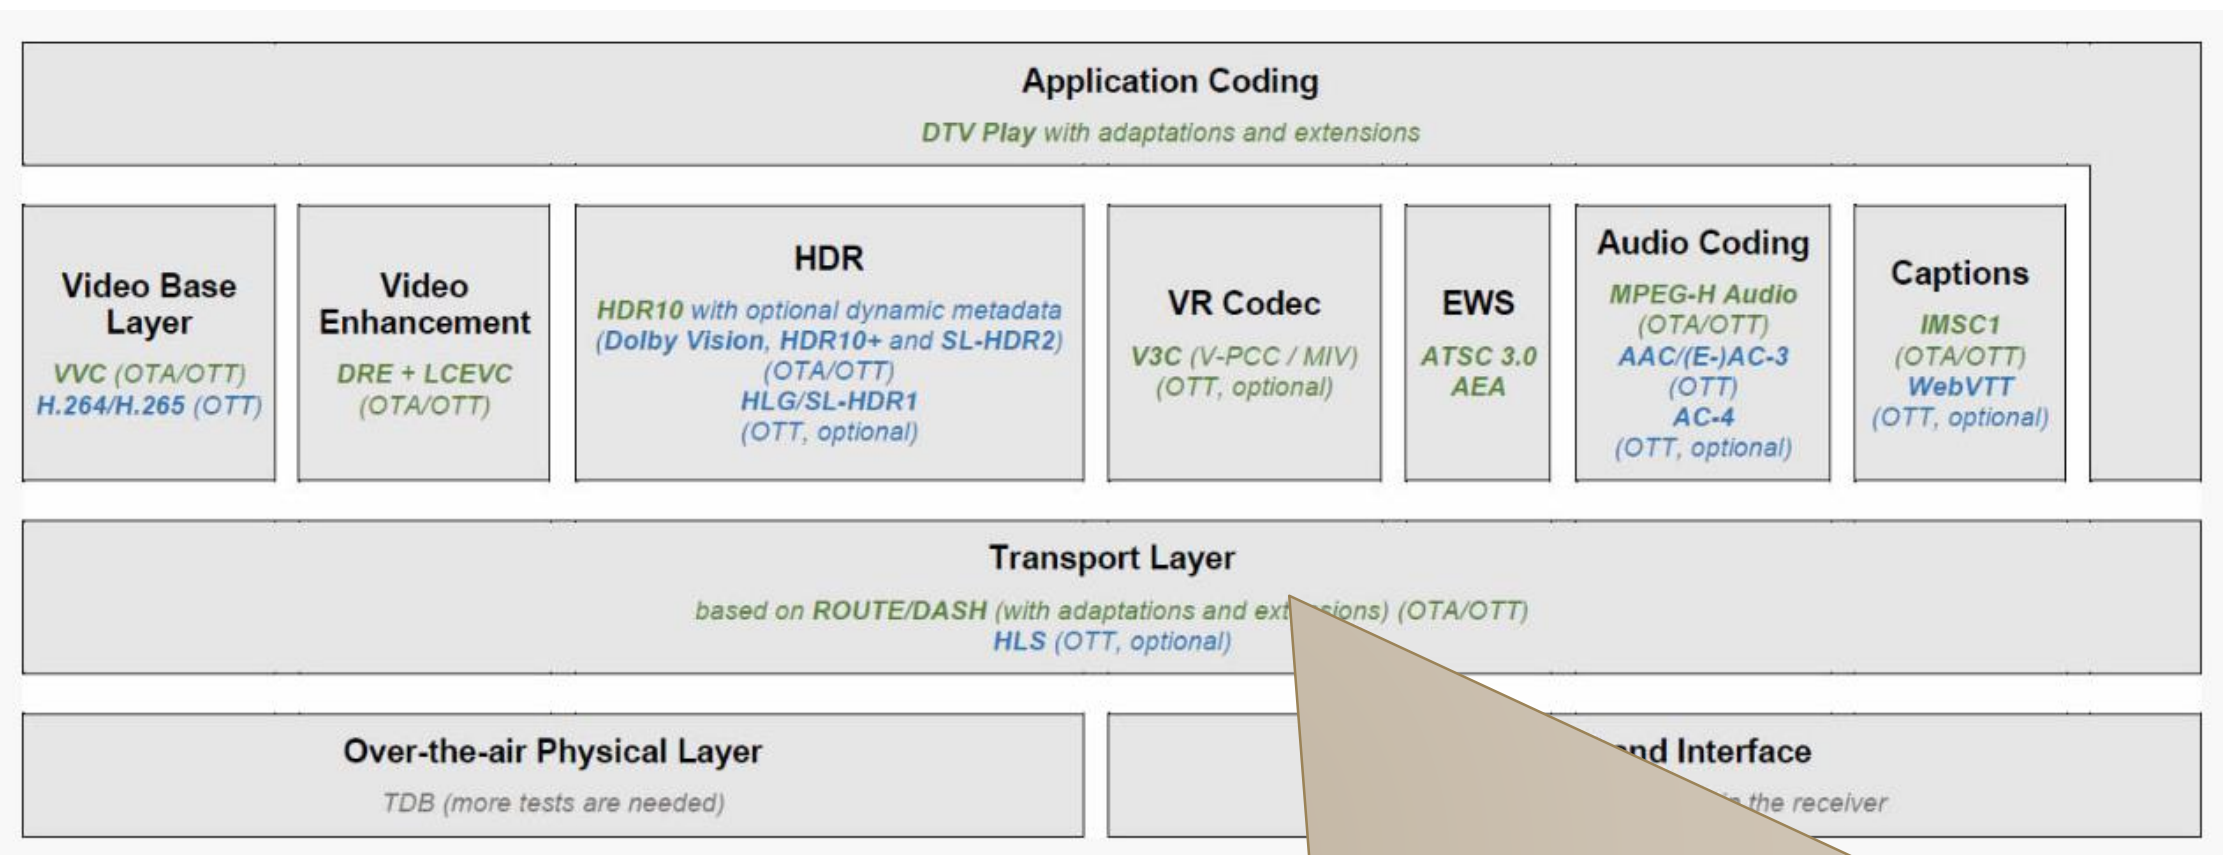 Application Coding
DTV Play with adaptations and extensions
Video Base
Layer
VVC (OTA/OTT)
H.264/H.265 (OTT)
Video
Enhancement
DRE + LCEVC
(OTA/OTT)
HDR
HDR10 with optional dynamic metadata
(Dolby Vision, HDR10+ and SL-HDR2)
(OTA/OTT)
HLG/SL-HDR1
(OTT, optional)
VR Codec
V3C (V-PCC / MIV)
(OTT, optional)
EWS
ATSC 3.0
AEA
Audio Coding
MPEG-H Audio
(OTA/OTT)
AAC/(E-)AC-3
(OTT)
AC-4
(OTT, optional)
Captions
IMSC1
(OTA/OTT)
WebVTT
(OTT, optional)
Transport Layer
based on ROUTE/DASH (with adaptations and extensions) (OTA/OTT)
HLS (OTT, optional)
Over-the-air Physical Layer
TDB (more tests are needed)
Interface
the receiver